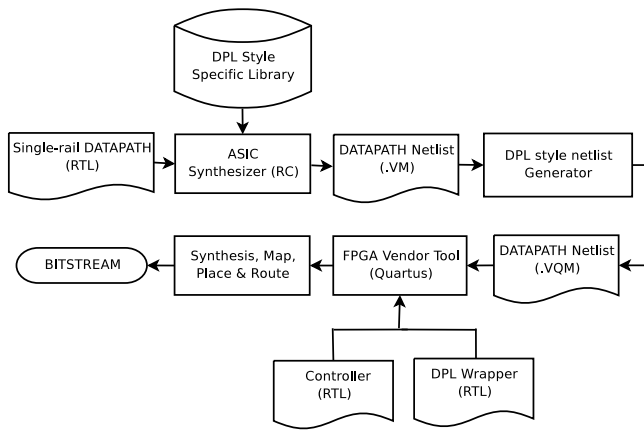 DPL Style
Specific Library
Single-rail DATAPATH
(RTL)
ASIC
Synthesizer (RC)
DATAPATH Netlist
(.VM)
DPL style netlist
Generator
BITSTREAM
Synthesis, Map,
Place & Route
FPGA Vendor Tool
(Quartus)
DATAPATH Netlist
(.VQM)
Controller
(RTL)
DPL Wrapper
(RTL)